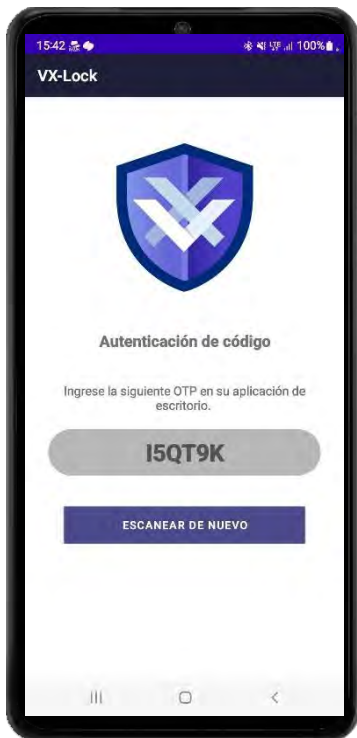 15:42 100%
VX-Lock
Autenticación de código
Ingrese la siguiente OTP en su aplicación de
escritorio.
I5QT9K
ESCANEAR DE NUEVO